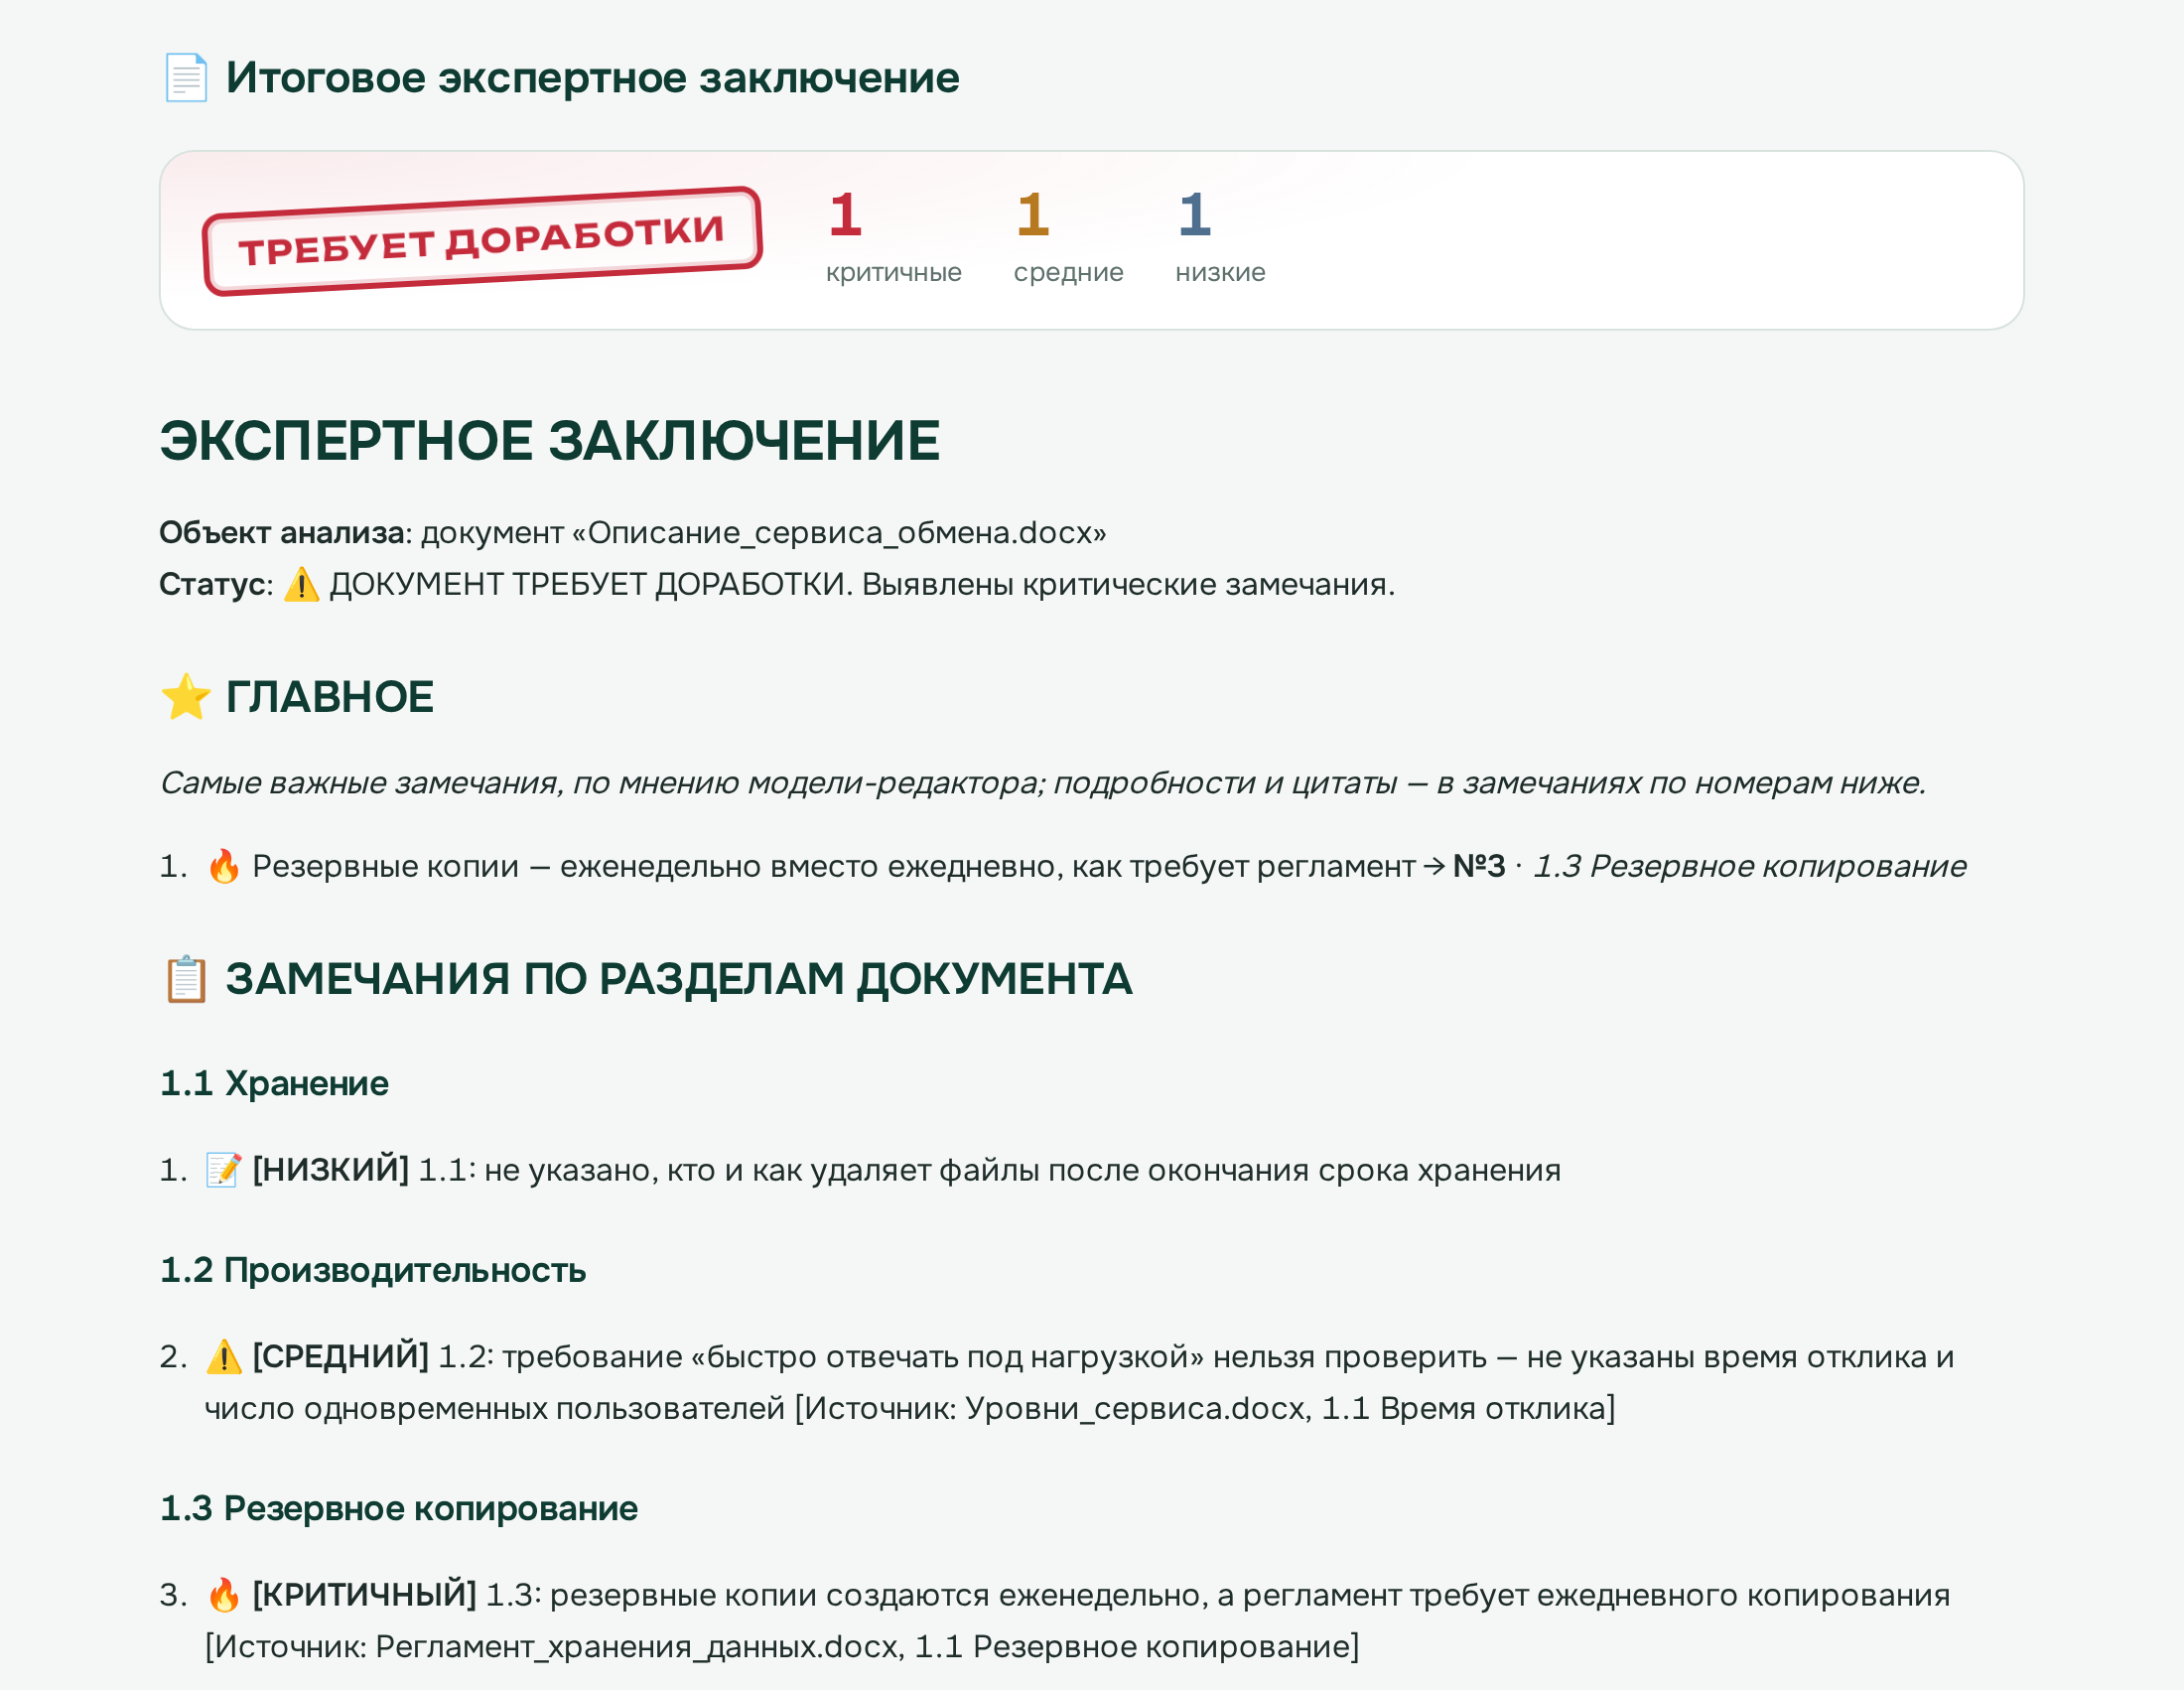 📄 Итоговое экспертное заключение
ТРЕБУЕТ ДОРАБОТКИ
1 1 1
критичные средние низкие
ЭКСПЕРТНОЕ ЗАКЛЮЧЕНИЕ
Объект анализа: документ «Описание_сервиса_обмена.docx»
Статус: ⚠️ ДОКУМЕНТ ТРЕБУЕТ ДОРАБОТКИ. Выявлены критические замечания.
⭐ ГЛАВНОЕ
Самые важные замечания, по мнению модели-редактора; подробности и цитаты — в замечаниях по номерам ниже.
1. 🔥 Резервные копии — еженедельно вместо ежедневно, как требует регламент → №3 · 1.3 Резервное копирование
📋 ЗАМЕЧАНИЯ ПО РАЗДЕЛАМ ДОКУМЕНТА
1.1 Хранение
1. 📝 [НИЗКИЙ] 1.1: не указано, кто и как удаляет файлы после окончания срока хранения
1.2 Производительность
2. ⚠️ [СРЕДНИЙ] 1.2: требование «быстро отвечать под нагрузкой» нельзя проверить — не указаны время отклика и
число одновременных пользователей [Источник: Уровни_сервиса.docx, 1.1 Время отклика]
1.3 Резервное копирование
3. 🔥 [КРИТИЧНЫЙ] 1.3: резервные копии создаются еженедельно, а регламент требует ежедневного копирования
[Источник: Регламент_хранения_данных.docx, 1.1 Резервное копирование]